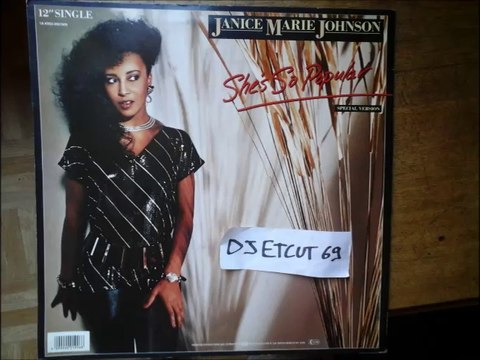 12" SINGLE
JANICE MARIE JOHNSON
She's So Popular
SPECIAL VERSION
DJ ETCUT 69